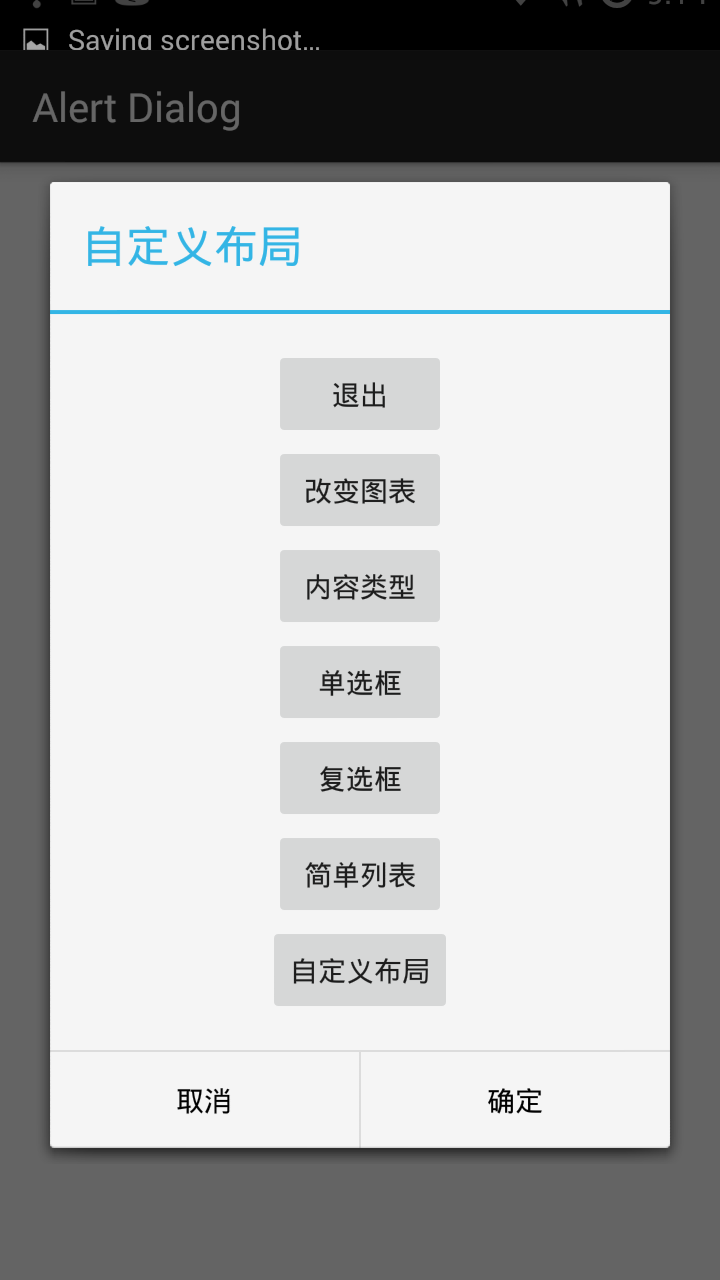 Saving screenshot...
Alert Dialog
自定义布局
退出
改变图表
内容类型
单选框
复选框
简单列表
自定义布局
取消
确定